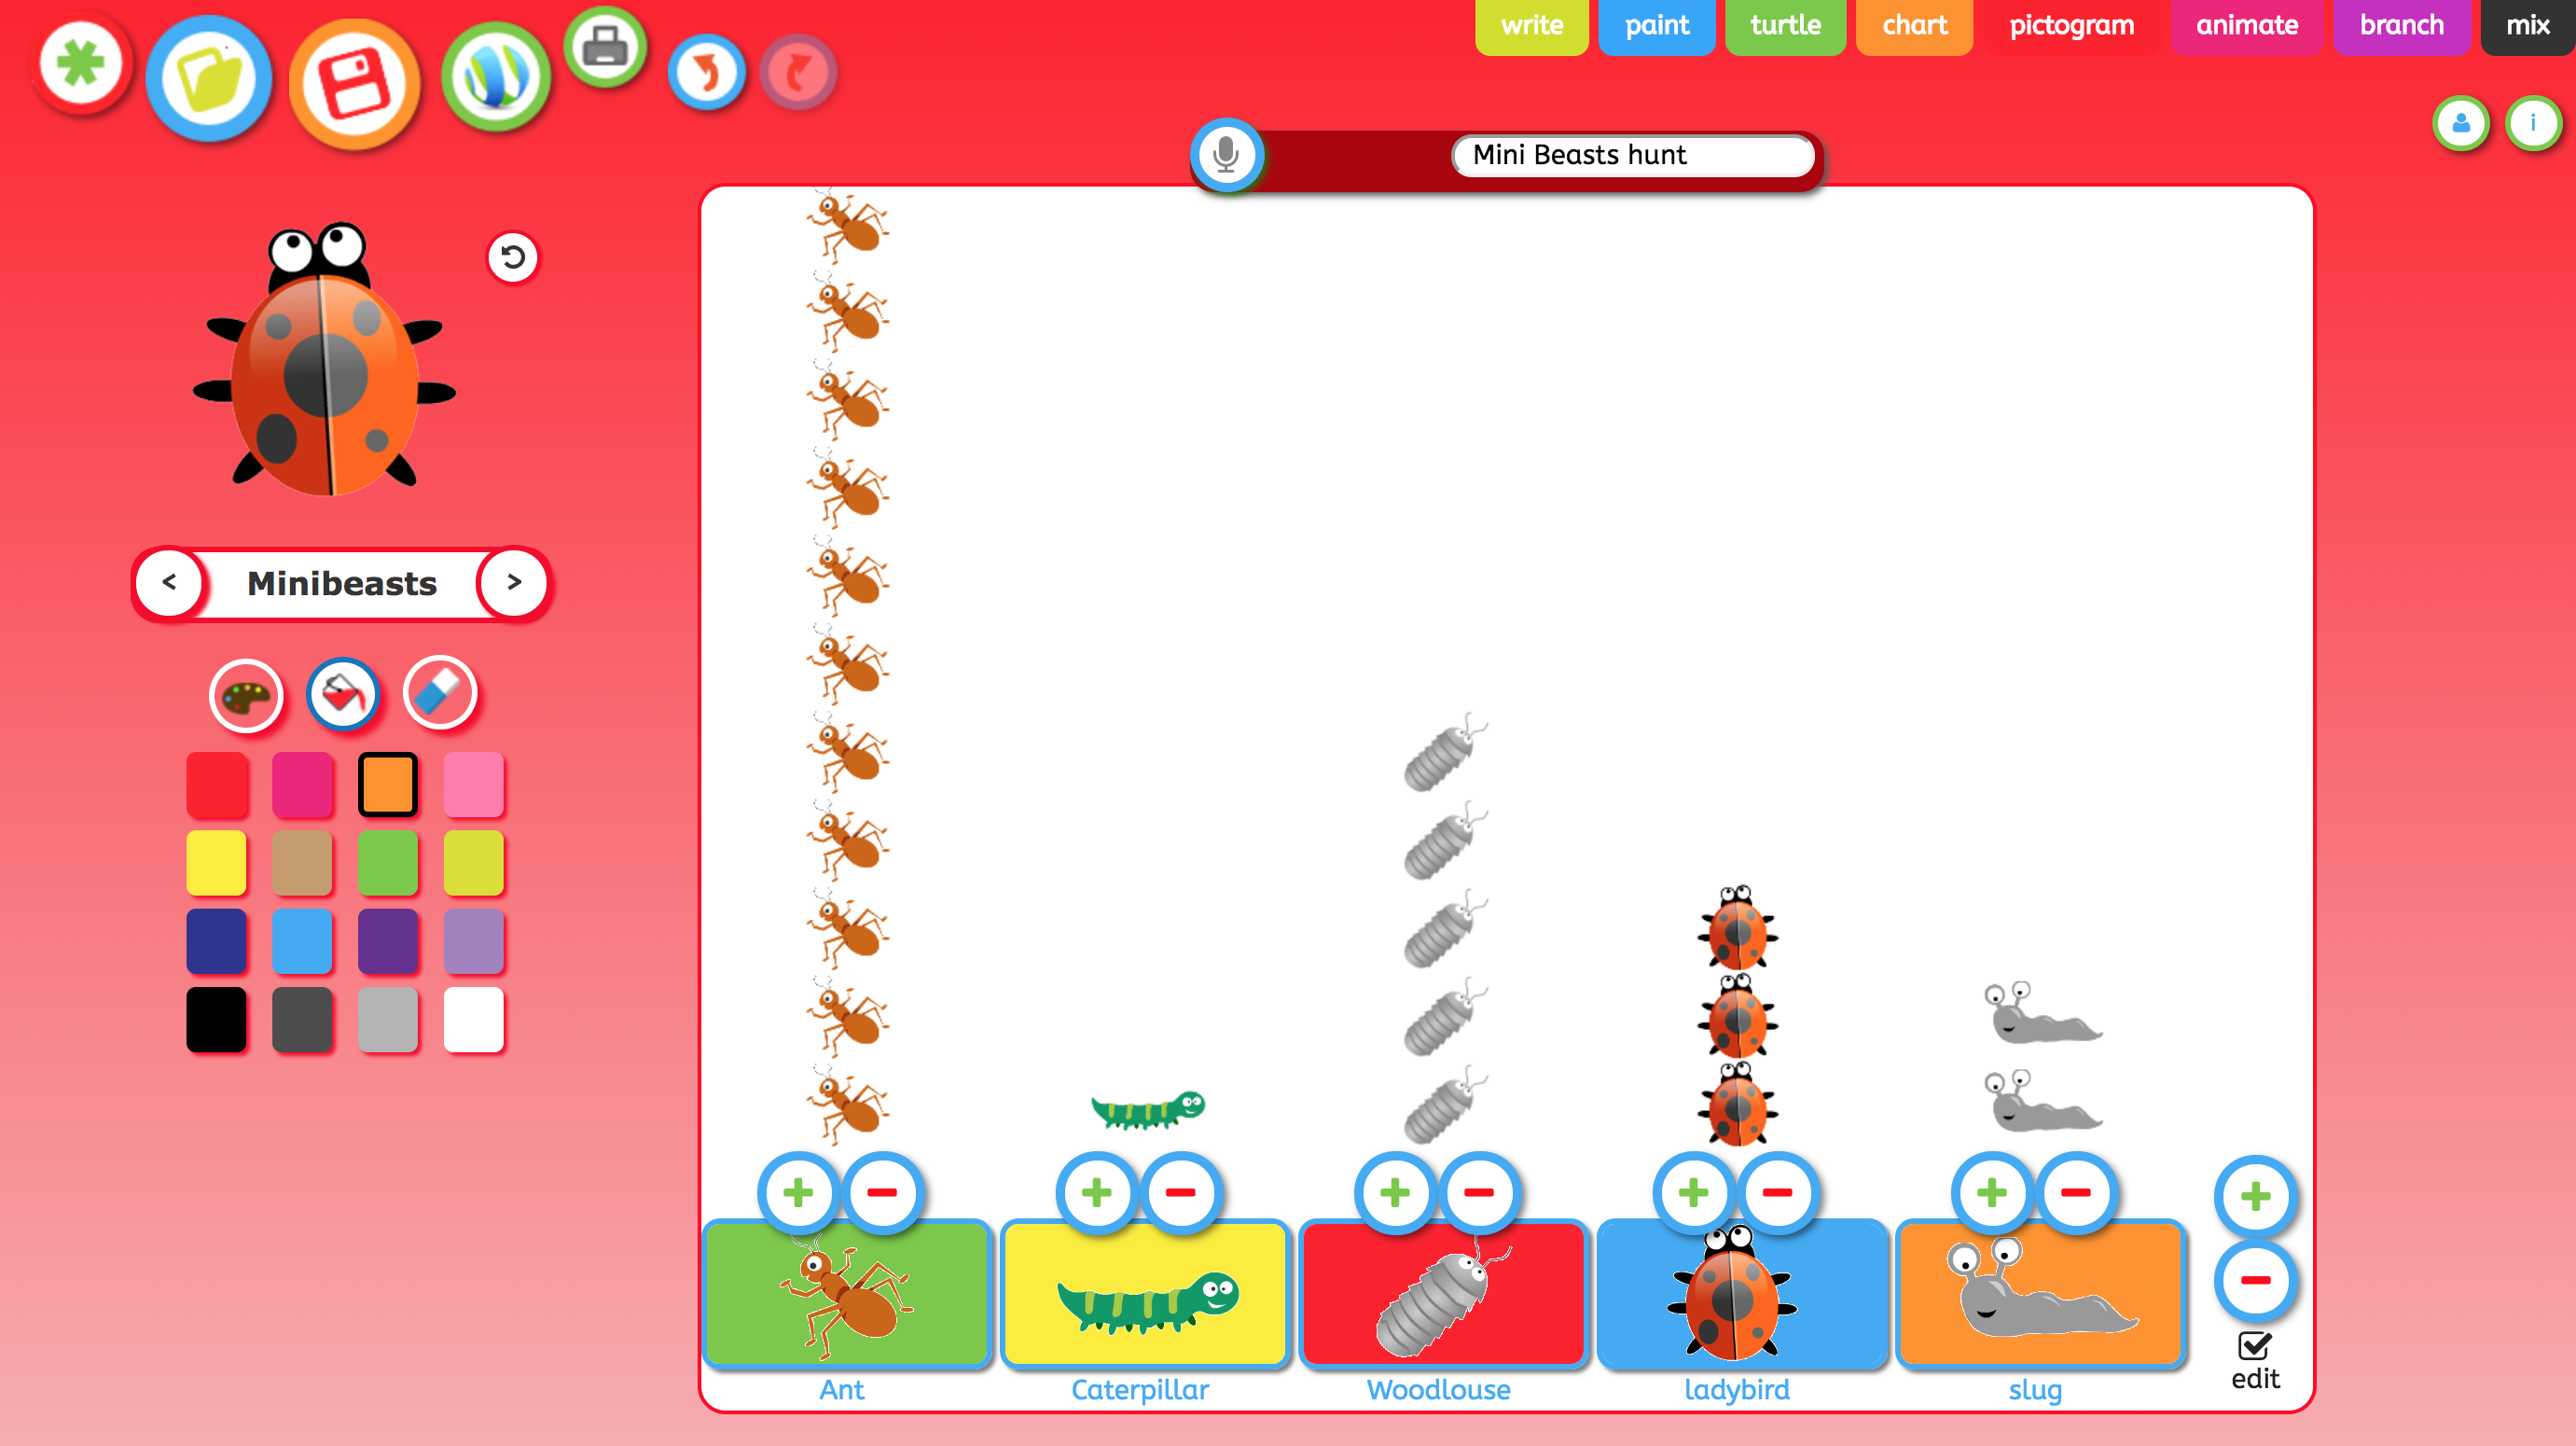 write paint turtle chart pictogram animate branch mix
i
Mini Beasts hunt
< Minibeasts >
Ant Caterpillar Woodlouse ladybird slug
edit